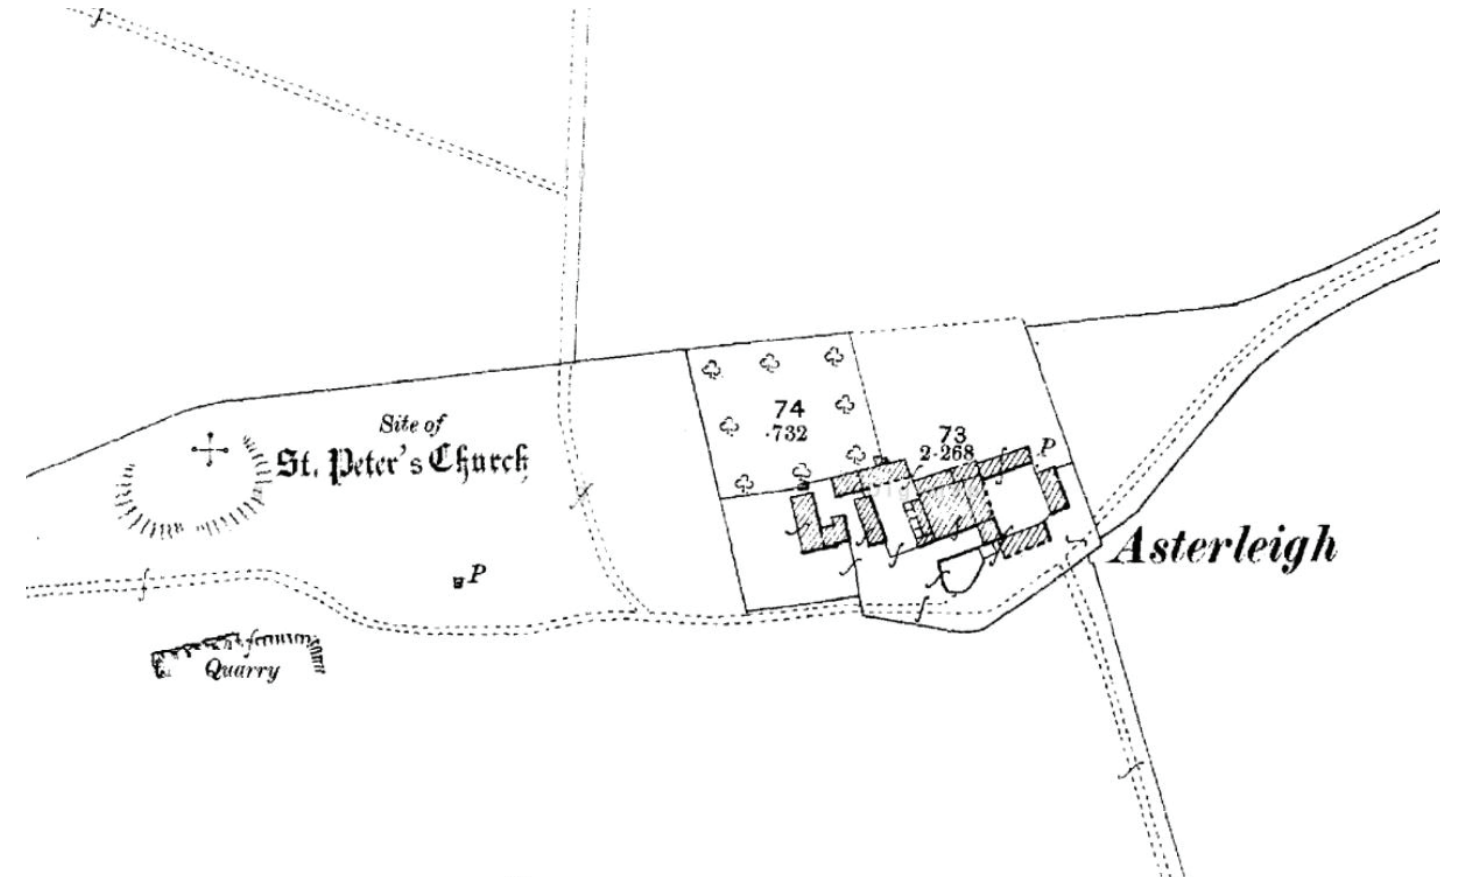 Site of
St. Peter's Church
74
.732
73
2.268
P
Asterleigh
P
Quarry